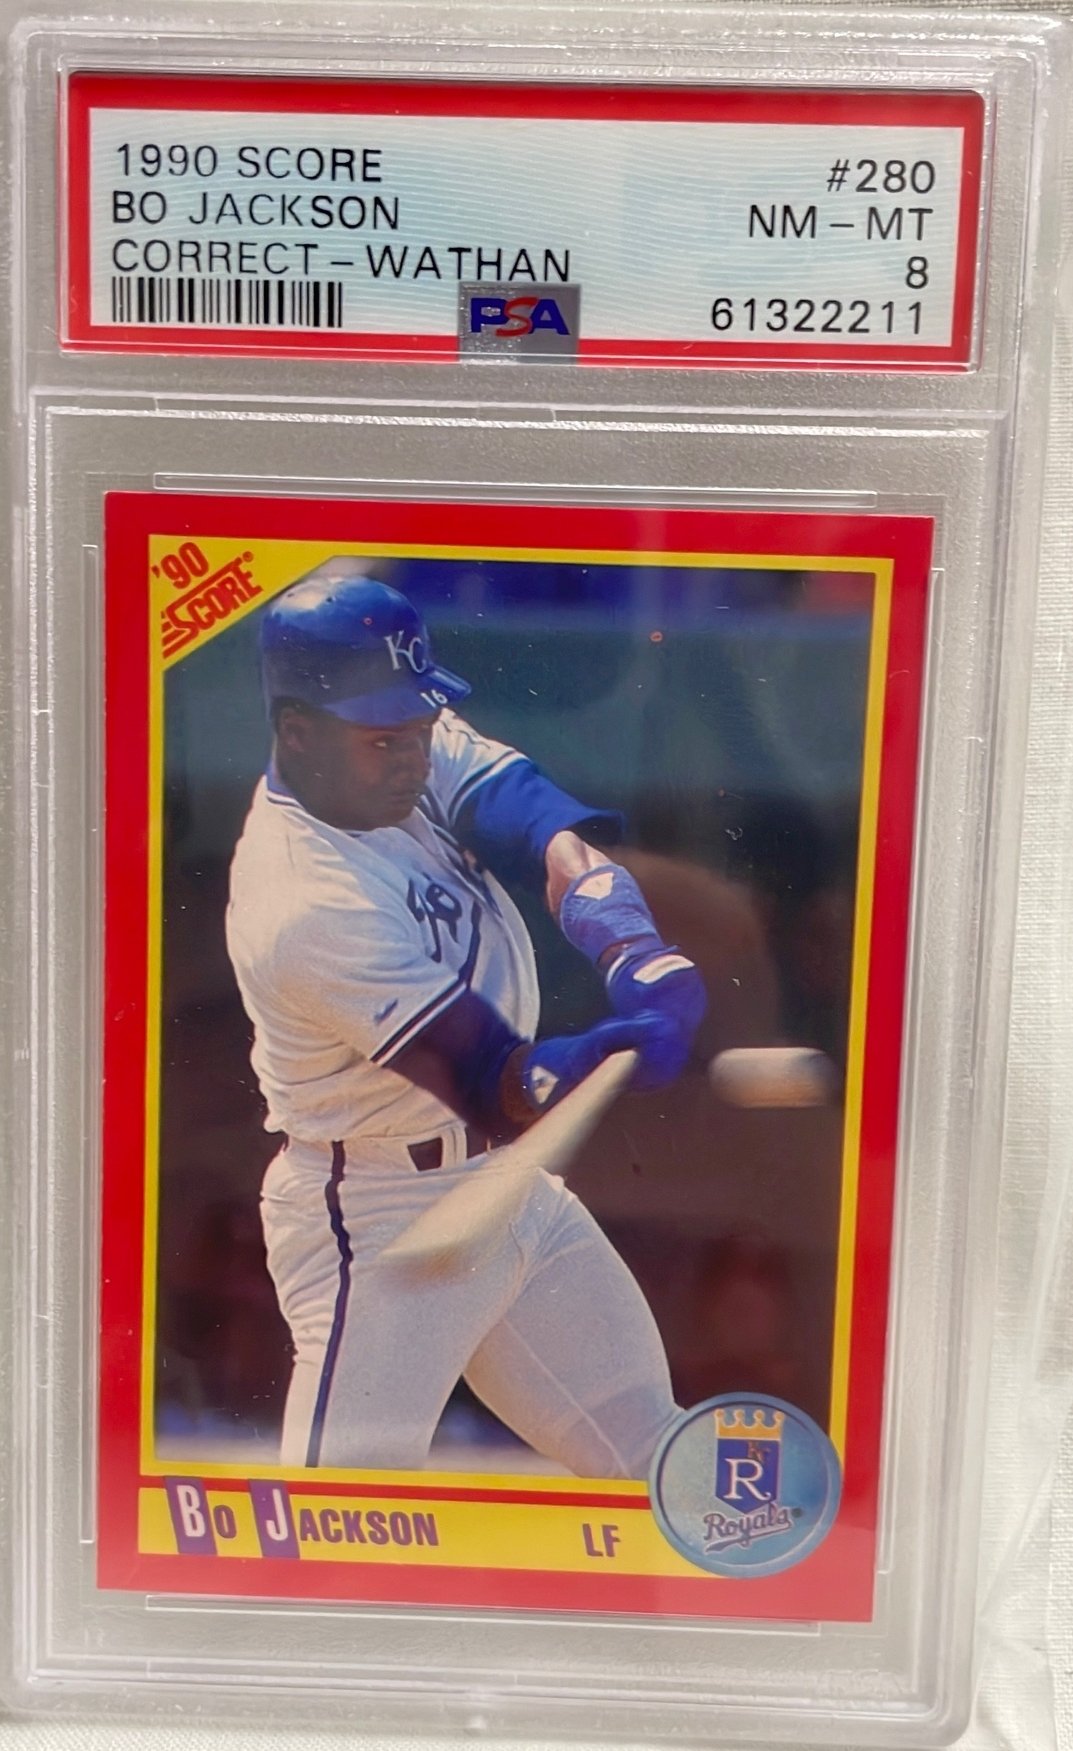 1990 SCORE #280
BO JACKSON NM – MT
CORRECT – WATHAN 8
PSA 61322211
'90
SCORE®
KC
16
BO JACKSON LF
KC
R
Royals®